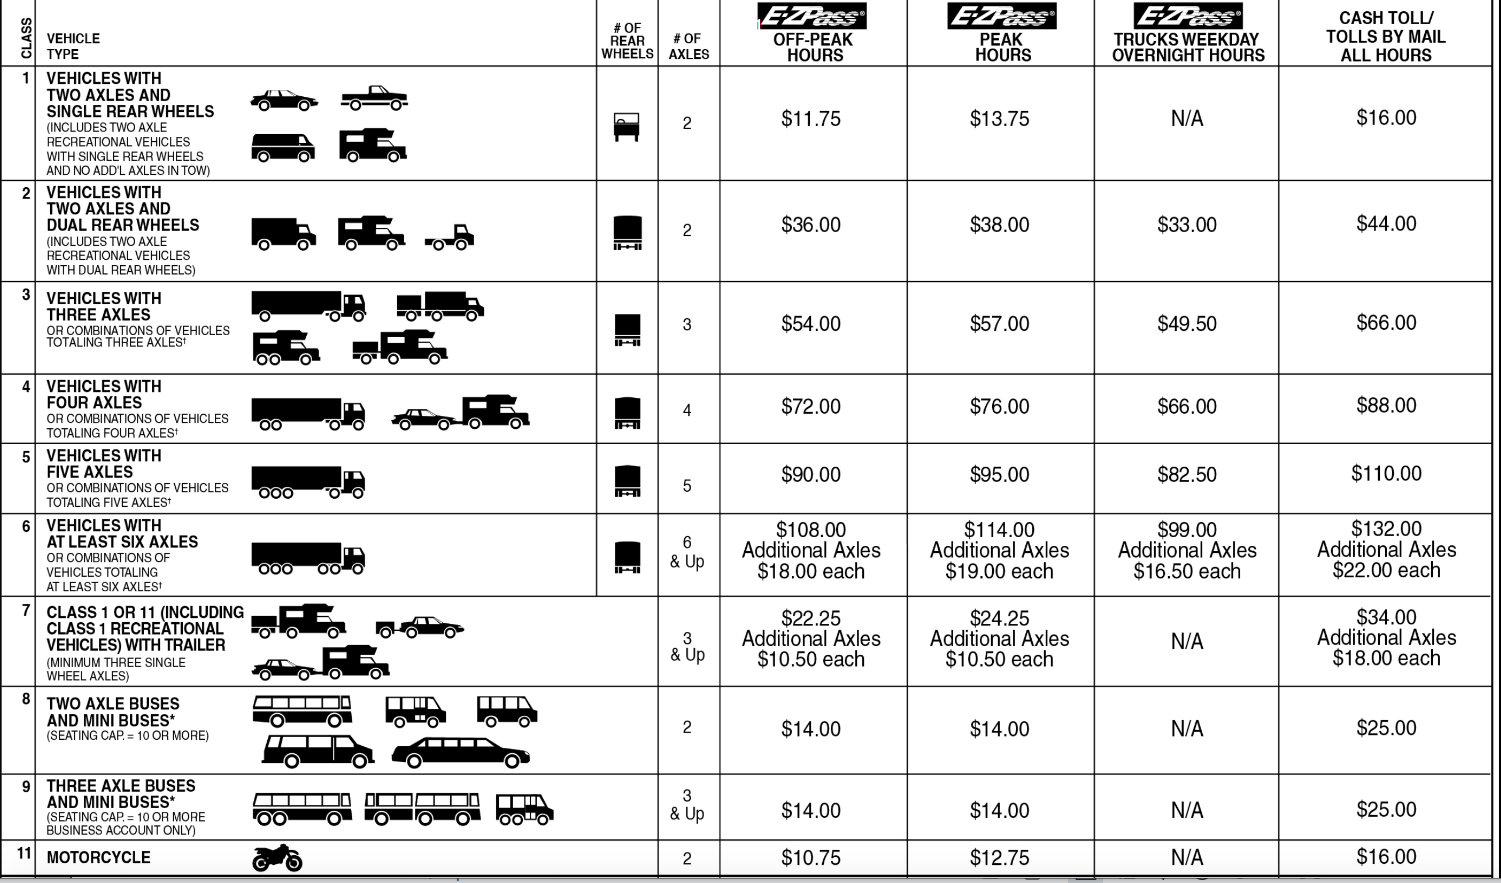 CLASS
VEHICLE
TYPE
# OF
REAR
WHEELS
# OF
AXLES
E-ZPass®
OFF-PEAK
HOURS
E-ZPass®
PEAK
HOURS
E-ZPass®
TRUCKS WEEKDAY
OVERNIGHT HOURS
CASH TOLL/
TOLLS BY MAIL
ALL HOURS
1
VEHICLES WITH
TWO AXLES AND
SINGLE REAR WHEELS
(INCLUDES TWO AXLE
RECREATIONAL VEHICLES
WITH SINGLE REAR WHEELS
AND NO ADD'L AXLES IN TOW)
2
$11.75
$13.75
N/A
$16.00
2
VEHICLES WITH
TWO AXLES AND
DUAL REAR WHEELS
(INCLUDES TWO AXLE
RECREATIONAL VEHICLES
WITH DUAL REAR WHEELS)
2
$36.00
$38.00
$33.00
$44.00
3
VEHICLES WITH
THREE AXLES
OR COMBINATIONS OF VEHICLES
TOTALING THREE AXLES†
3
$54.00
$57.00
$49.50
$66.00
4
VEHICLES WITH
FOUR AXLES
OR COMBINATIONS OF VEHICLES
TOTALING FOUR AXLES†
4
$72.00
$76.00
$66.00
$88.00
5
VEHICLES WITH
FIVE AXLES
OR COMBINATIONS OF VEHICLES
TOTALING FIVE AXLES†
5
$90.00
$95.00
$82.50
$110.00
6
VEHICLES WITH
AT LEAST SIX AXLES
OR COMBINATIONS OF
VEHICLES TOTALING
AT LEAST SIX AXLES†
6
& Up
$108.00
Additional Axles
$18.00 each
$114.00
Additional Axles
$19.00 each
$99.00
Additional Axles
$16.50 each
$132.00
Additional Axles
$22.00 each
7
CLASS 1 OR 11 (INCLUDING
CLASS 1 RECREATIONAL
VEHICLES) WITH TRAILER
(MINIMUM THREE SINGLE
WHEEL AXLES)
3
& Up
$22.25
Additional Axles
$10.50 each
$24.25
Additional Axles
$10.50 each
N/A
$34.00
Additional Axles
$18.00 each
8
TWO AXLE BUSES
AND MINI BUSES*
(SEATING CAP. = 10 OR MORE)
2
$14.00
$14.00
N/A
$25.00
9
THREE AXLE BUSES
AND MINI BUSES*
(SEATING CAP. = 10 OR MORE
BUSINESS ACCOUNT ONLY)
3
& Up
$14.00
$14.00
N/A
$25.00
11
MOTORCYCLE
2
$10.75
$12.75
N/A
$16.00